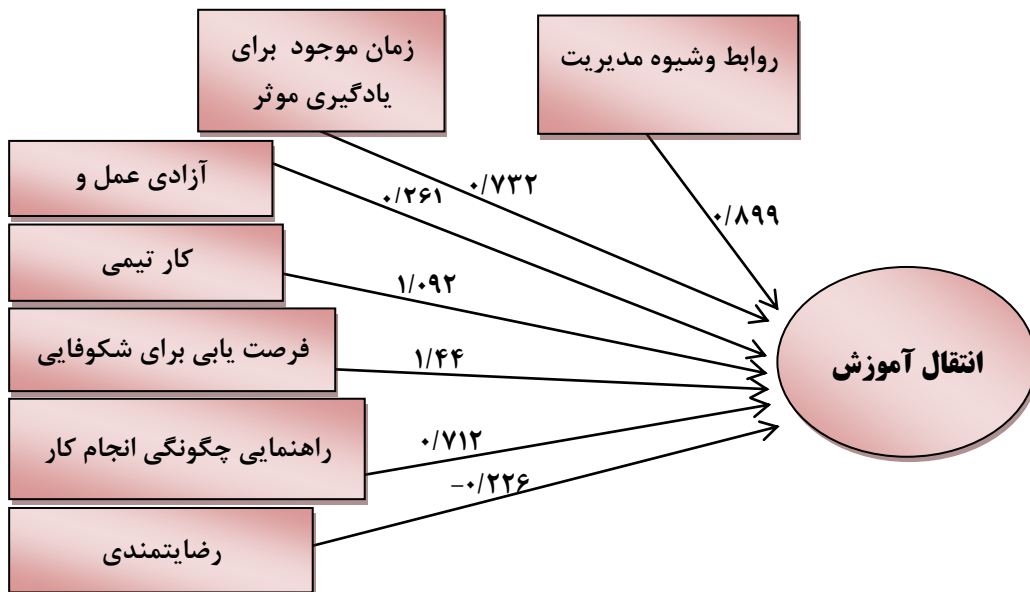 زمان موجود برای
یادگیری موثر
روابط وشیوه مدیریت
آزادی عمل و
۰/۷۳۲
۰/۲۶۱
۰/۸۹۹
کار تیمی
۱/۰۹۲
فرصت یابی برای شکوفایی
۱/۴۴
انتقال آموزش
راهنمایی چگونگی انجام کار
۰/۷۱۲
−۰/۲۲۶
رضایتمندی